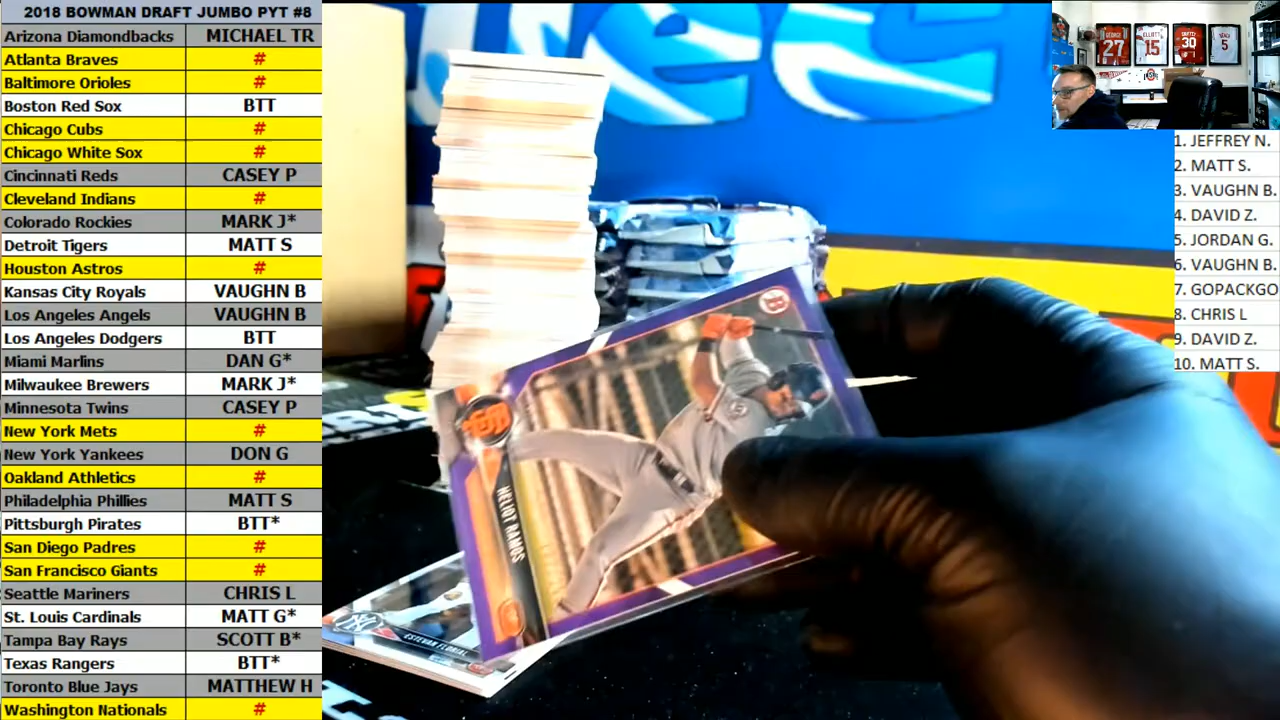 2018 BOWMAN DRAFT JUMBO PYT #8
Arizona Diamondbacks MICHAEL TR
Atlanta Braves #
Baltimore Orioles #
Boston Red Sox BTT
Chicago Cubs #
Chicago White Sox #
Cincinnati Reds CASEY P
Cleveland Indians #
Colorado Rockies MARK J*
Detroit Tigers MATT S
Houston Astros #
Kansas City Royals VAUGHN B
Los Angeles Angels VAUGHN B
Los Angeles Dodgers BTT
Miami Marlins DAN G*
Milwaukee Brewers MARK J*
Minnesota Twins CASEY P
New York Mets #
New York Yankees DON G
Oakland Athletics #
Philadelphia Phillies MATT S
Pittsburgh Pirates BTT*
San Diego Padres #
San Francisco Giants #
Seattle Mariners CHRIS L
St. Louis Cardinals MATT G*
Tampa Bay Rays SCOTT B*
Texas Rangers BTT*
Toronto Blue Jays MATTHEW H
Washington Nationals #
HELIOT RAMOS
ESTEVAN FLORIAL
27
ELLIOTT
15
30
5
1. JEFFREY N.
2. MATT S.
3. VAUGHN B.
4. DAVID Z.
5. JORDAN G.
6. VAUGHN B.
7. GOPACKGO
8. CHRIS L
9. DAVID Z.
10. MATT S.